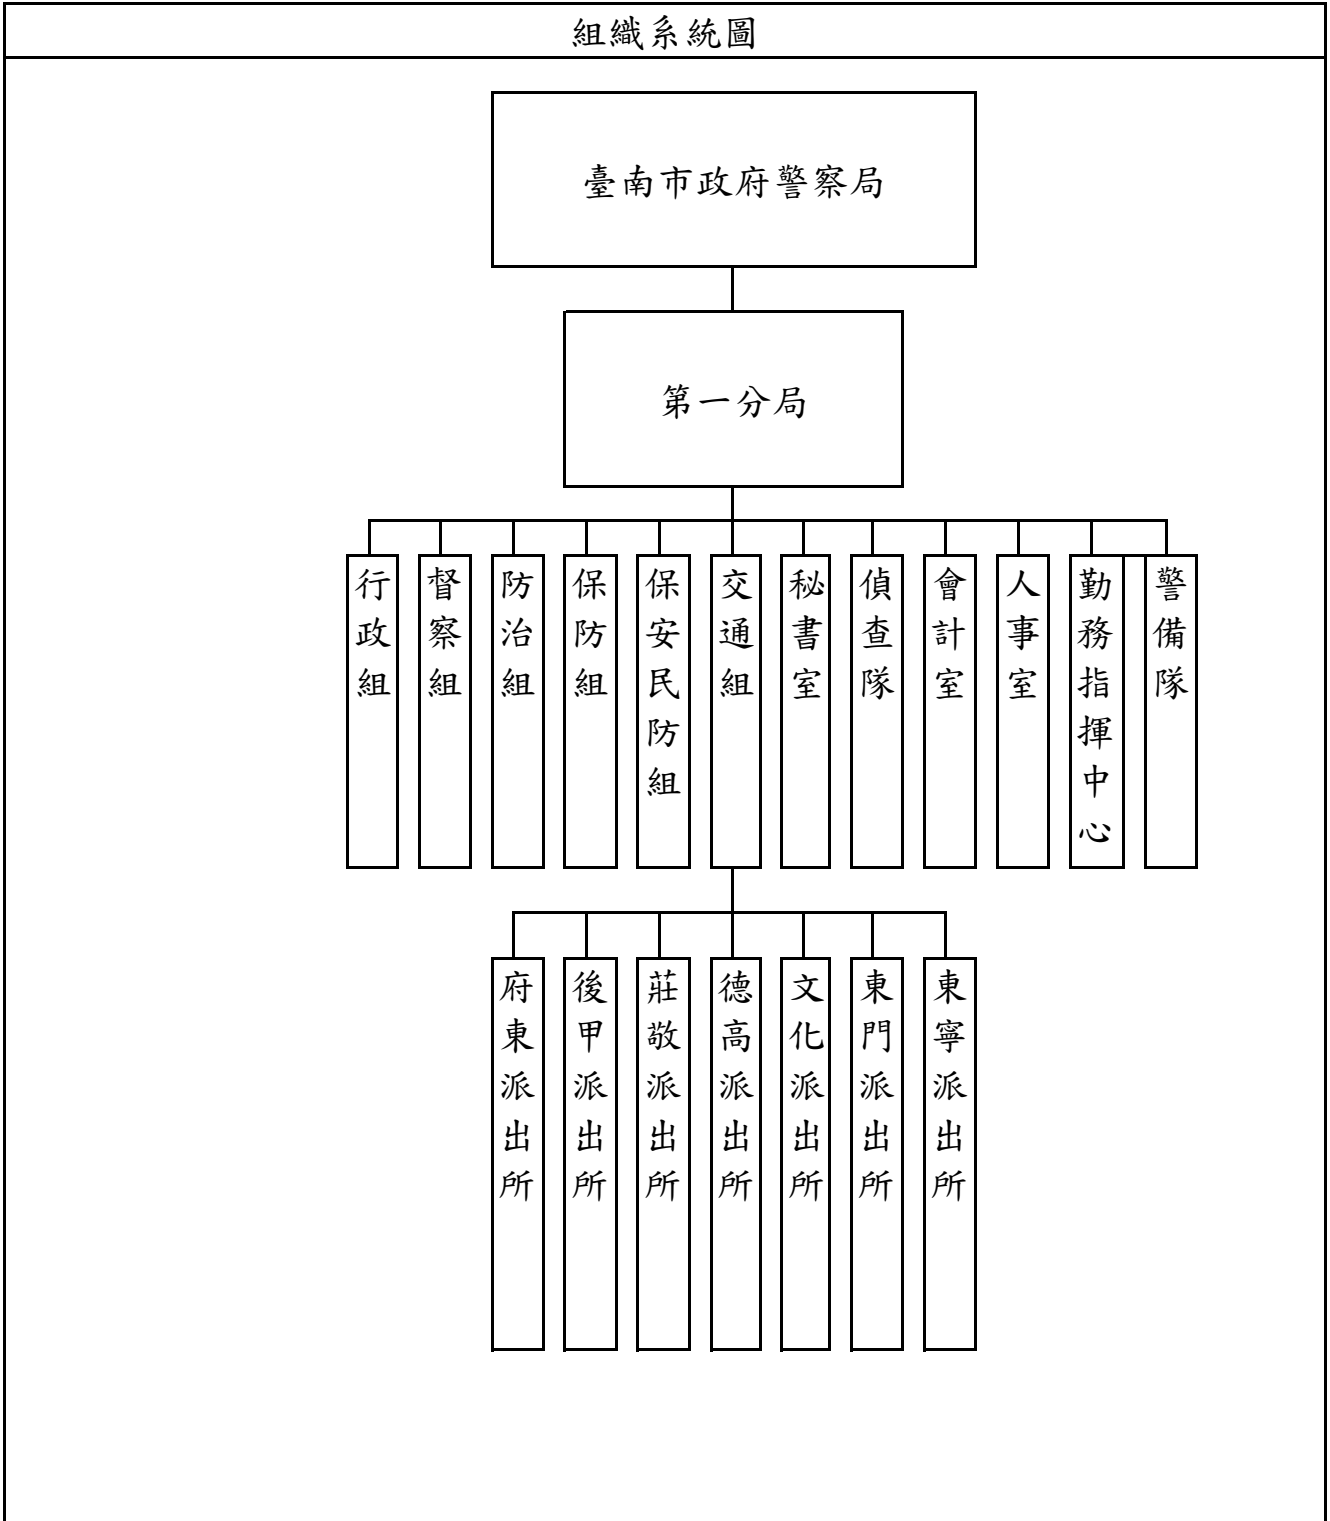 組織系統圖
臺南市政府警察局
第一分局
行政組
督察組
防治組
保防組
保安民防組
交通組
秘書室
偵查隊
會計室
人事室
勤務指揮中心
警備隊
府東派出所
後甲派出所
莊敬派出所
德高派出所
文化派出所
東門派出所
東寧派出所